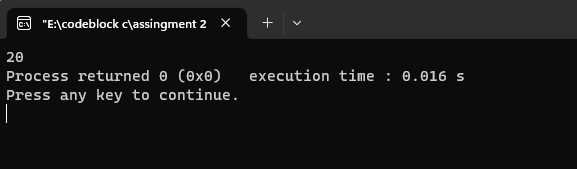 "E:\codeblock c\assingment 2
20
Process returned 0 (0x0)   execution time : 0.016 s
Press any key to continue.